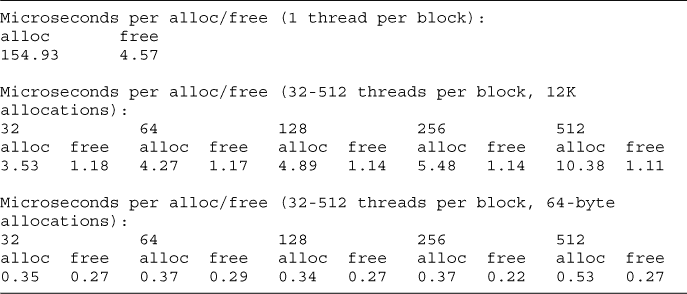 Microseconds per alloc/free (1 thread per block):
alloc free
154.93 4.57
Microseconds per alloc/free (32-512 threads per block, 12K
allocations):
32 64 128 256 512
alloc free alloc free alloc free alloc free alloc free
3.53 1.18 4.27 1.17 4.89 1.14 5.48 1.14 10.38 1.11
Microseconds per alloc/free (32-512 threads per block, 64-byte
allocations):
32 64 128 256 512
alloc free alloc free alloc free alloc free alloc free
0.35 0.27 0.37 0.29 0.34 0.27 0.37 0.22 0.53 0.27